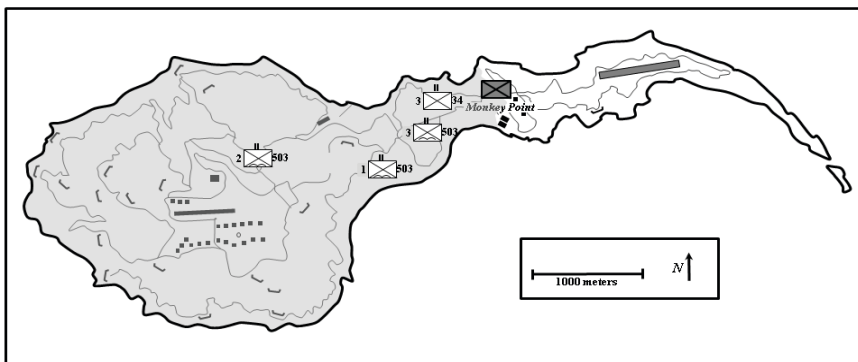 II
3 34
Monkey Point
II
3 503
II
2 503
II
1 503
N
1000 meters